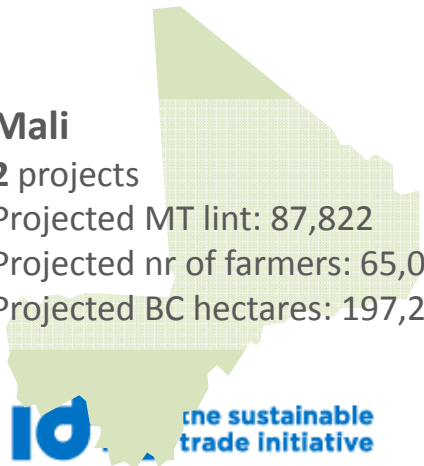 Mali
2 projects
Projected MT lint: 87,822
Projected nr of farmers: 65,0
Projected BC hectares: 197,2
the sustainable
trade initiative